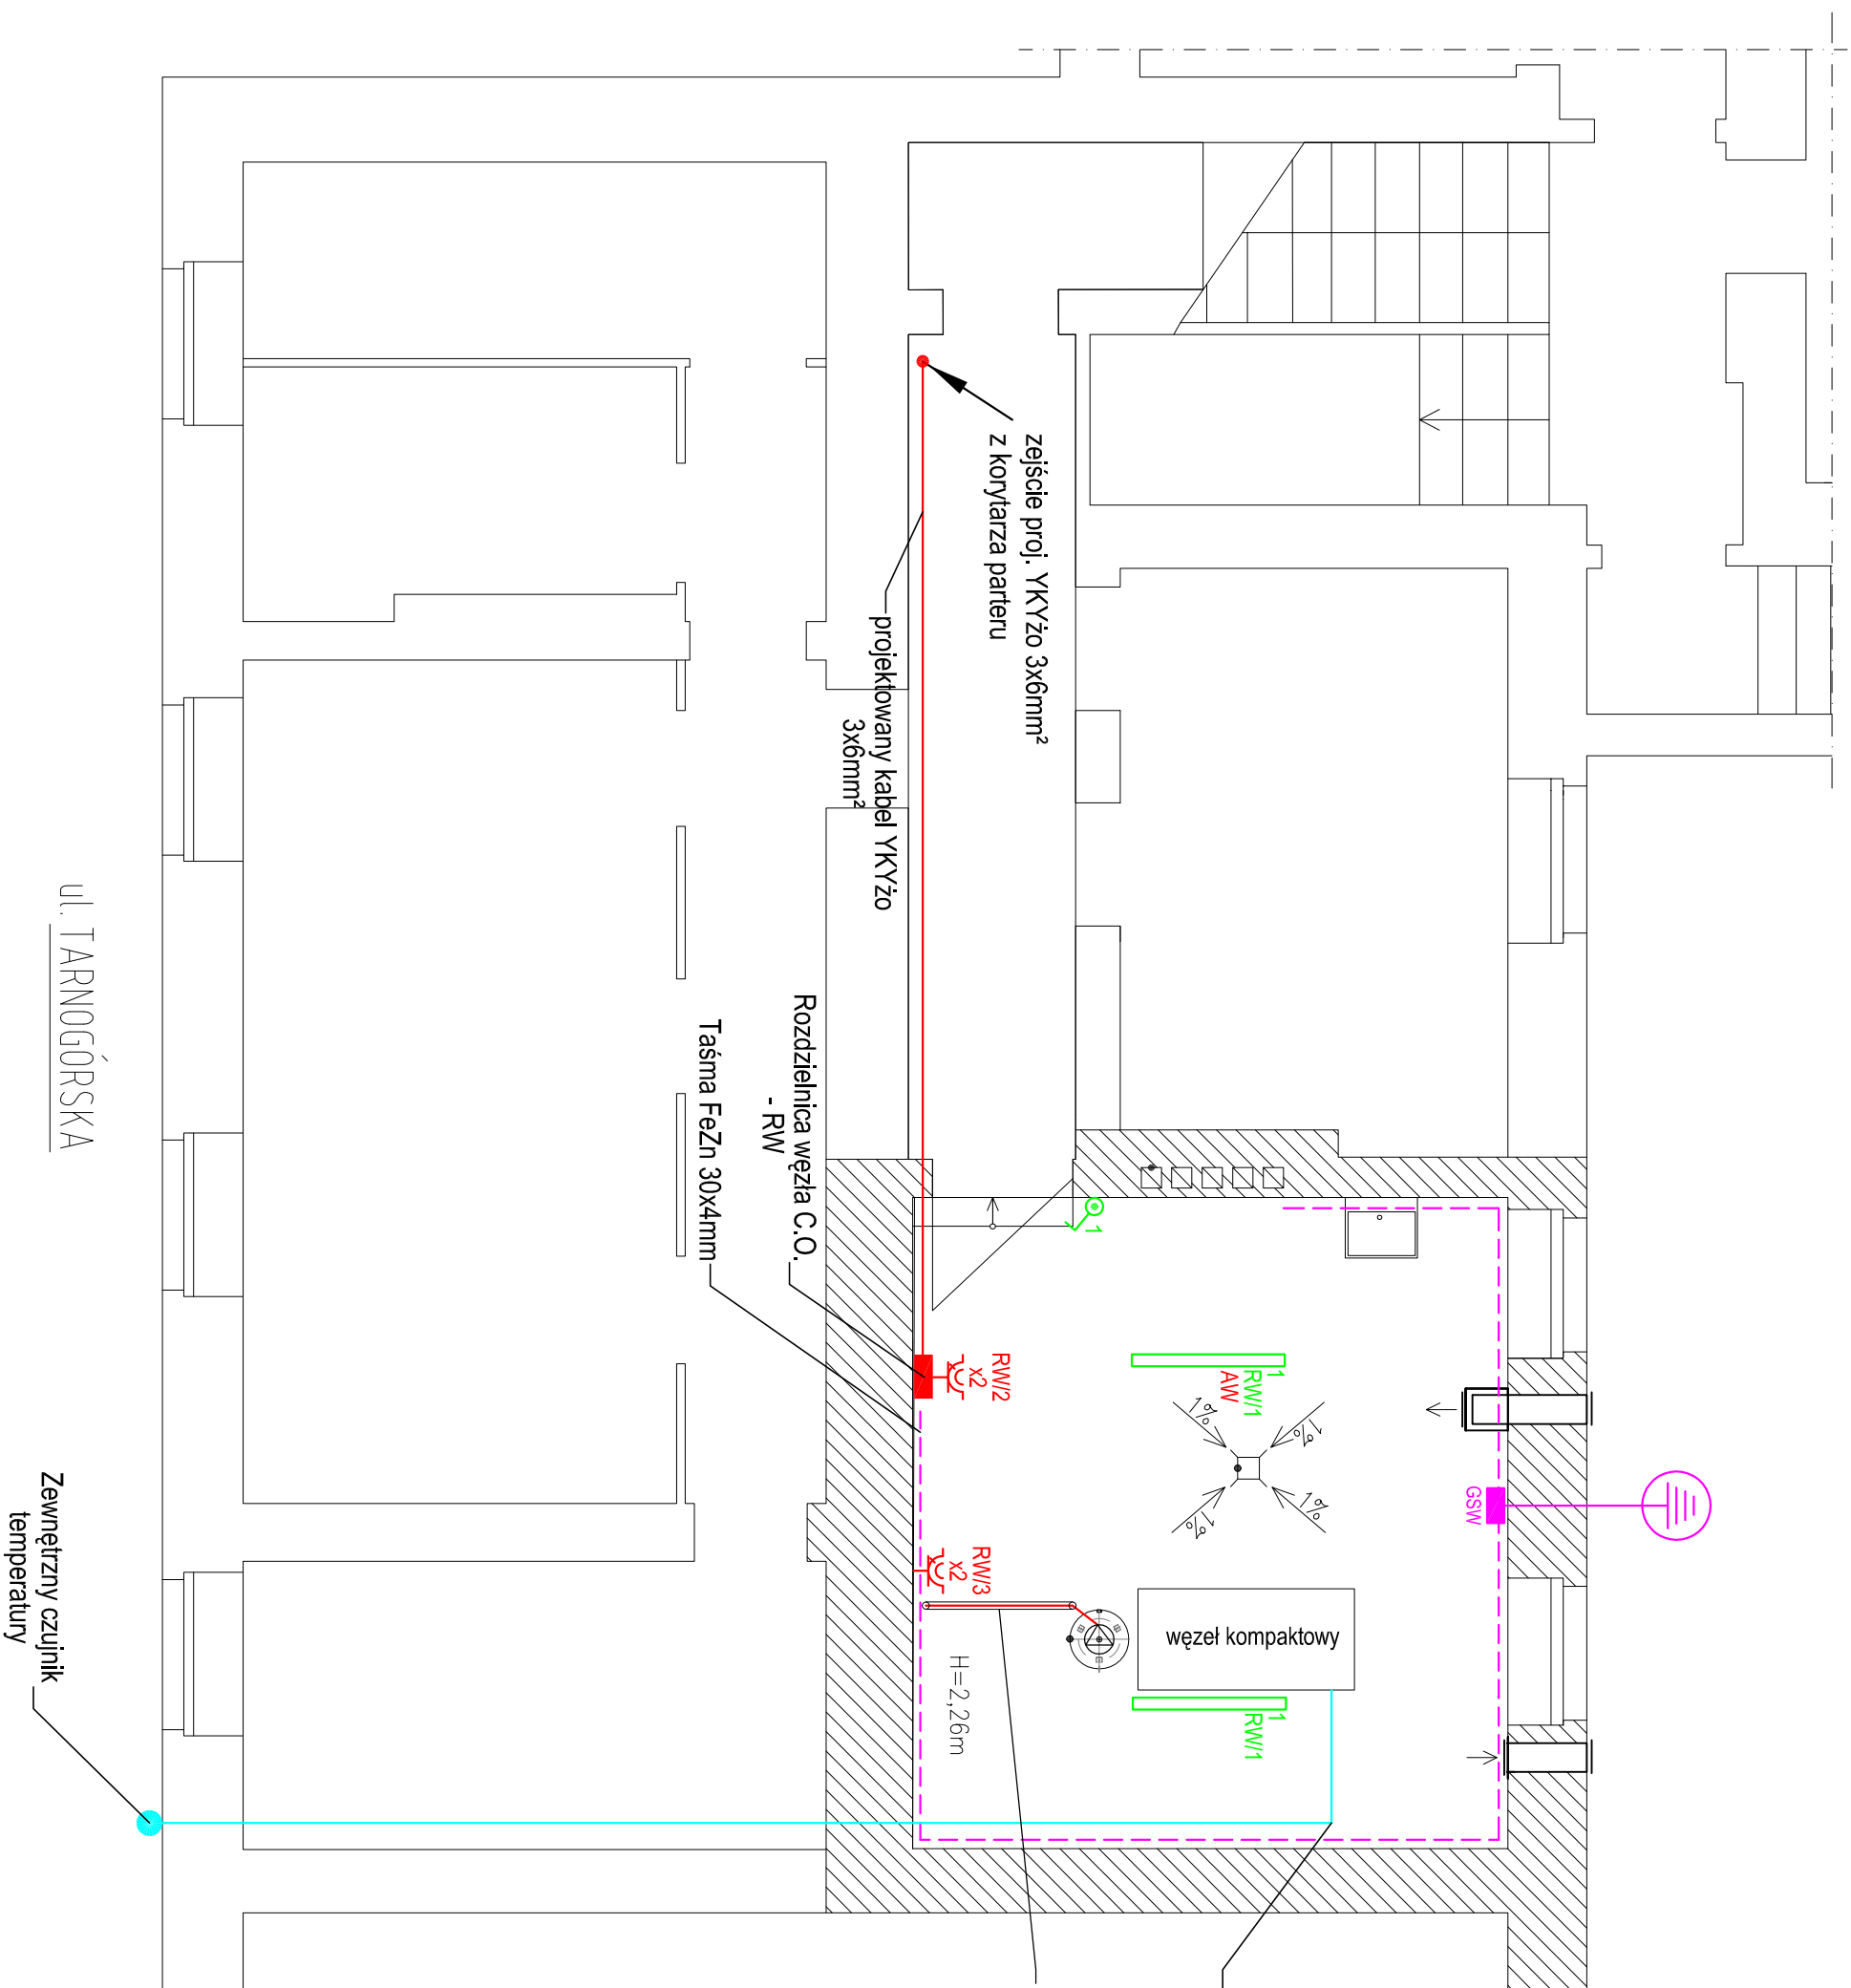 zejście proj. YKYżo 3x6mm²
z korytarza parteru
projektowany kabel YKYżo
3x6mm²
Rozdzielnica węzła C.O.
- RW
Taśma FeZn 30x4mm
ul. TARNOGÓRSKA
Zewnętrzny czujnik
temperatury
1
RW/2
x2
1
RW/1
AW
1%
1%
1%
1%
GSW
RW/3
x2
węzeł kompaktowy
H=2,26m
1
RW/1